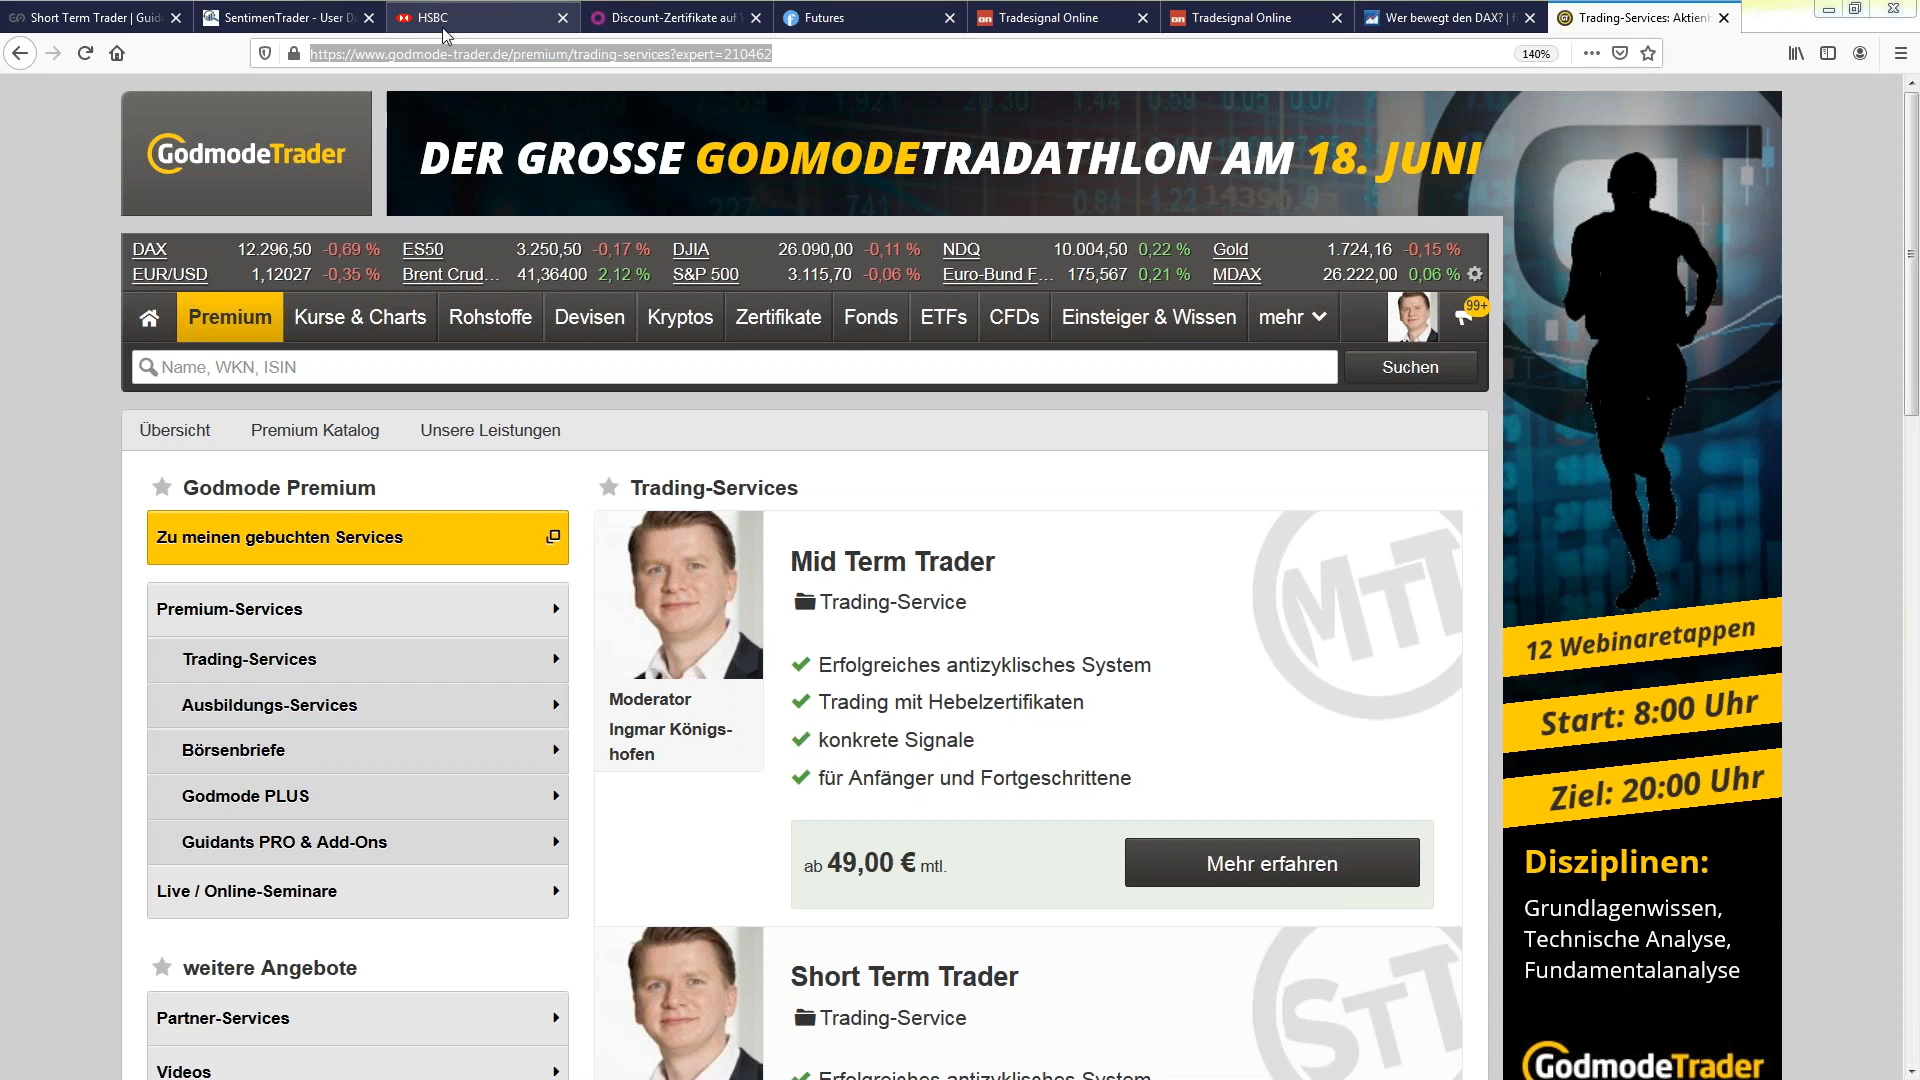 Short Term Trader | Guid
SentimenTrader - User D
HSBC
Discount-Zertifikate auf
Futures
Tradesignal Online
Tradesignal Online
Wer bewegt den DAX? |
Trading-Services: Aktien
https://www.godmode-trader.de/premium/trading-services?expert=210462
140%
GodmodeTrader
DER GROSSE GODMODETRADATHLON AM 18. JUNI
DAX 12.296,50 -0,69 % ES50 3.250,50 -0,17 % DJIA 26.090,00 -0,11 % NDQ 10.004,50 0,22 % Gold 1.724,16 -0,15 %
EUR/USD 1,12027 -0,35 % Brent Crud... 41,36400 2,12 % S&P 500 3.115,70 -0,06 % Euro-Bund F... 175,567 0,21 % MDAX 26.222,00 0,06 %
Premium Kurse & Charts Rohstoffe Devisen Kryptos Zertifikate Fonds ETFs CFDs Einsteiger & Wissen mehr 99+
Name, WKN, ISIN
Suchen
Übersicht Premium Katalog Unsere Leistungen
Godmode Premium
Zu meinen gebuchten Services
Premium-Services
Trading-Services
Ausbildungs-Services
Börsenbriefe
Godmode PLUS
Guidants PRO & Add-Ons
Live / Online-Seminare
weitere Angebote
Partner-Services
Videos
Trading-Services
Moderator
Ingmar Königs-
hofen
Mid Term Trader
Trading-Service
Erfolgreiches antizyklisches System
Trading mit Hebelzertifikaten
konkrete Signale
für Anfänger und Fortgeschrittene
MTT
ab 49,00 € mtl.
Mehr erfahren
Short Term Trader
Trading-Service
Erfolgreiches antizyklisches System
STT
12 Webinaretappen
Start: 8:00 Uhr
Ziel: 20:00 Uhr
Disziplinen:
Grundlagenwissen,
Technische Analyse,
Fundamentalanalyse
GodmodeTrader